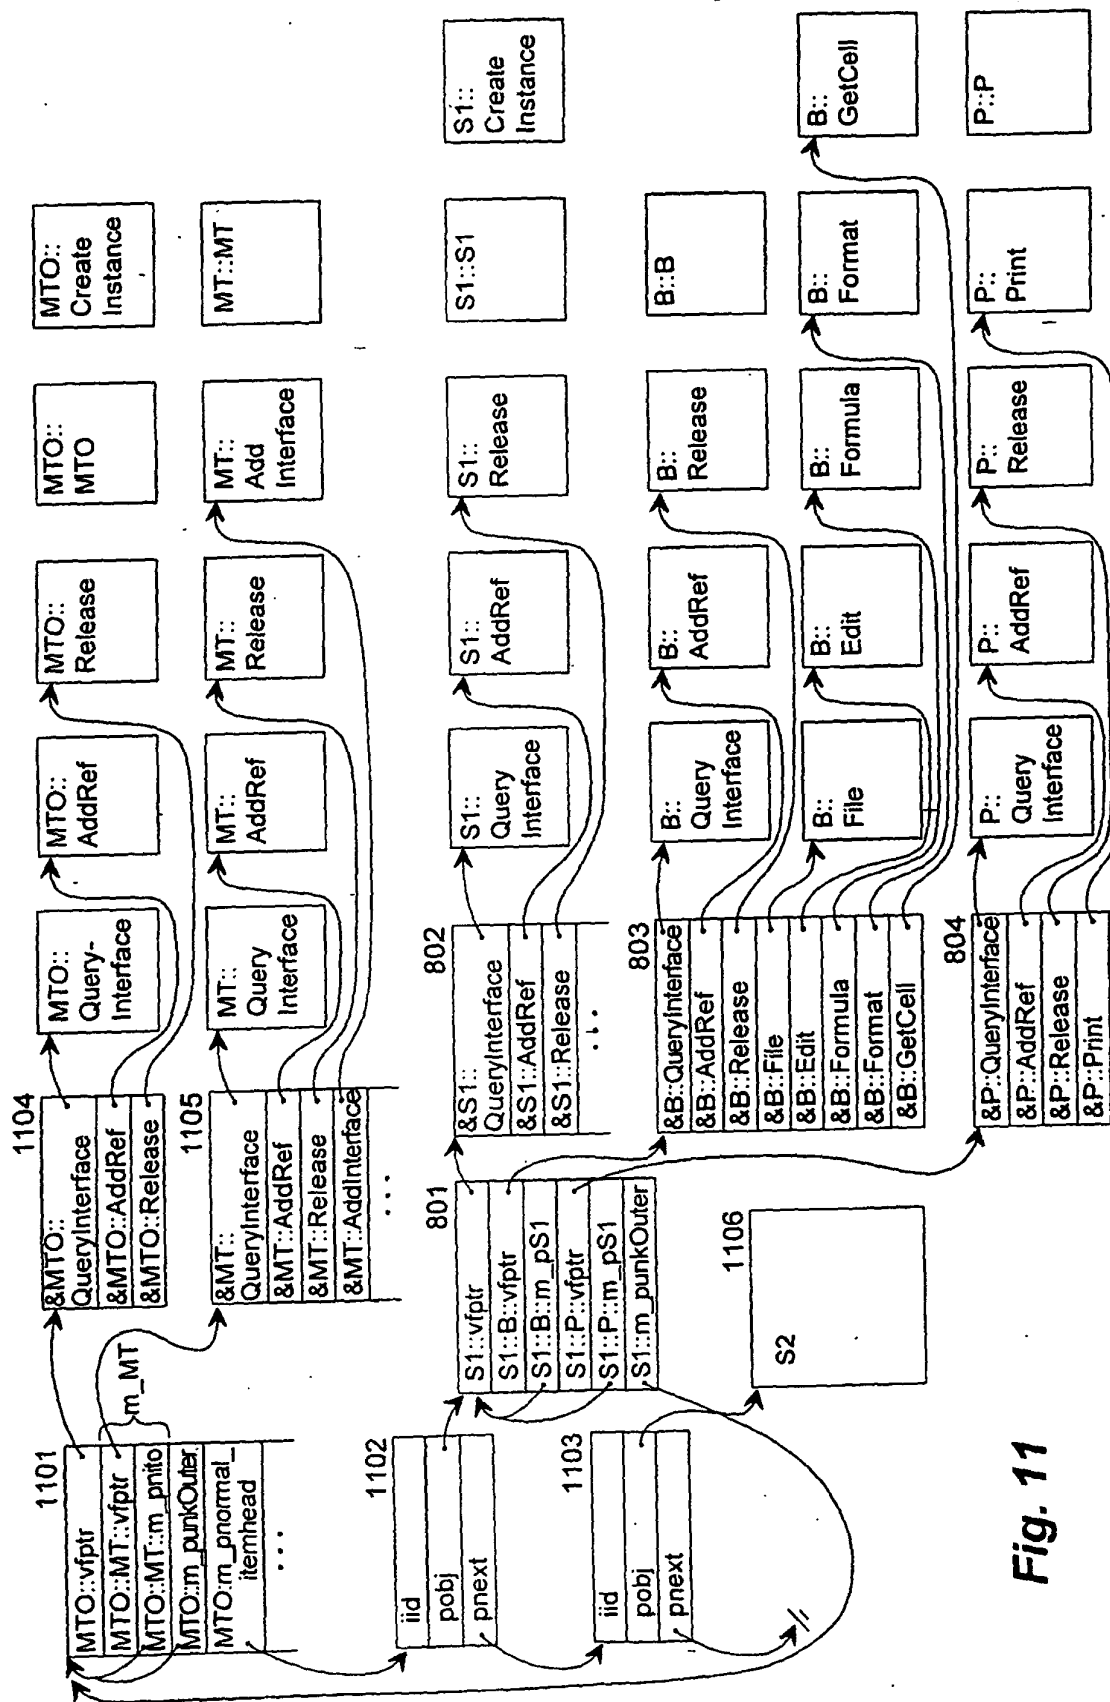 1101
MTO::vfptr
MTO::MT::vfptr
MTO::MT::m_pnito
MTO::m_punkOuter
MTO:m_pnormal_
itemhead
...
m_MT
1104
&MTO::
QueryInterface
&MTO::AddRef
&MTO::Release
MTO::
Query-
Interface
MTO::
AddRef
MTO::
Release
MTO::
MTO
MTO::
Create
Instance
1105
&MT::
QueryInterface
&MT::AddRef
&MT::Release
&MT::AddInterface
...
MT::
Query
Interface
MT::
AddRef
MT::
Release
MT::
Add
Interface
MT::MT
1102
iid
pobj
pnext
1103
iid
pobj
pnext
801
S1::vfptr
S1::B::vfptr
S1::B::m_pS1
S1::P::vfptr
S1::P::m_pS1
S1::m_punkOuter
1106
S2
802
&S1::
QueryInterface
&S1::AddRef
&S1::Release
...
S1::
Query
Interface
S1::
AddRef
S1::
Release
S1::S1
S1::
Create
Instance
803
&B::QueryInterface
&B::AddRef
&B::Release
&B::File
&B::Edit
&B::Formula
&B::Format
&B::GetCell
B::
Query
Interface
B::
AddRef
B::
Release
B::B
B::
File
B::
Edit
B::
Formula
B::
Format
B::
GetCell
804
&P::QueryInterface
&P::AddRef
&P::Release
&P::Print
P::
Query
Interface
P::
AddRef
P::
Release
P::
Print
P::P
Fig. 11